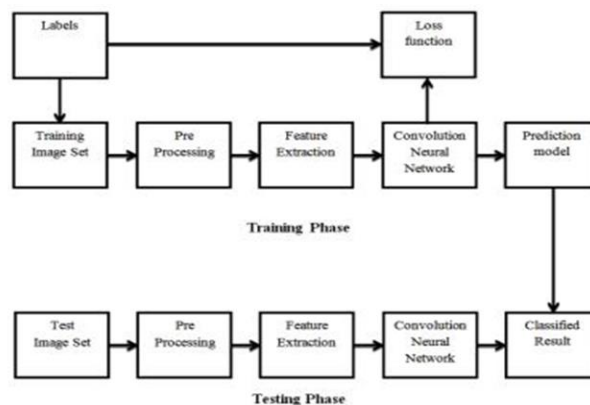 Labels
Loss
function
Training
Image Set
Pre
Processing
Feature
Extraction
Convolution
Neural
Network
Prediction
model
Training Phase
Test
Image Set
Pre
Processing
Feature
Extraction
Convolution
Neural
Network
Classified
Result
Testing Phase